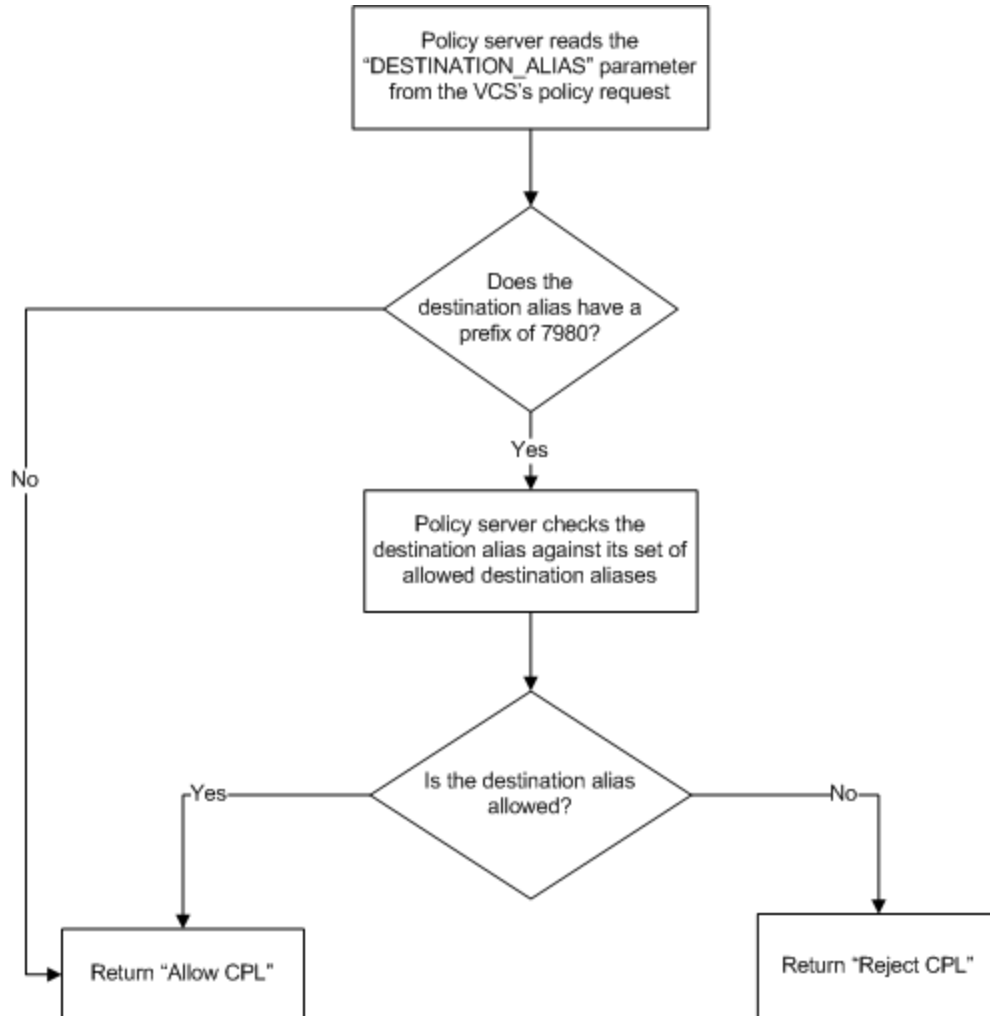 Policy server reads the
“DESTINATION_ALIAS” parameter
from the VCS’s policy request
Does the
destination alias have a
prefix of 7980?
Yes
No
Policy server checks the
destination alias against its set of
allowed destination aliases
Is the destination alias
allowed?
Yes
No
Return “Allow CPL”
Return “Reject CPL”